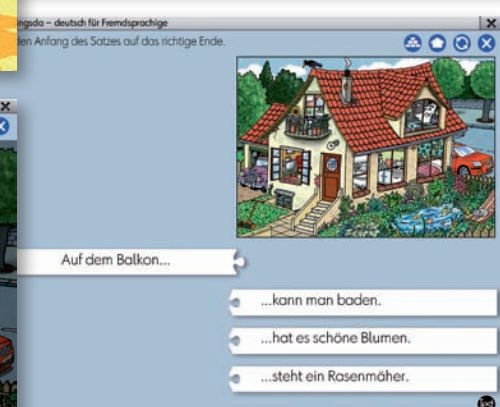 ingsda – deutsch für Fremdsprachige
den Anfang des Satzes auf das richtige Ende.
Auf dem Balkon...
...kann man baden.
...hat es schöne Blumen.
...steht ein Rasenmäher.